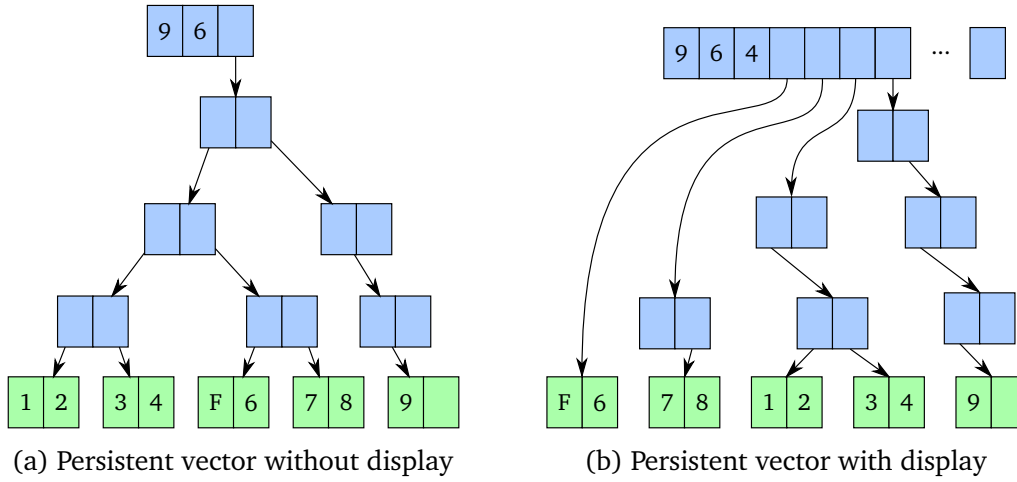 9 6
9 6 4 ...
1 2 3 4 F 6 7 8 9
F 6 7 8 1 2 3 4 9
(a) Persistent vector without display
(b) Persistent vector with display